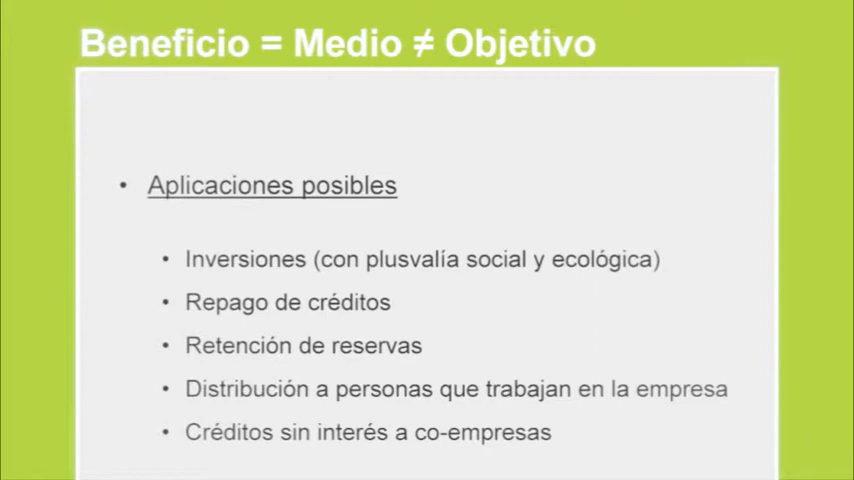 Beneficio = Medio ≠ Objetivo
• Aplicaciones posibles
• Inversiones (con plusvalía social y ecológica)
• Repago de créditos
• Retención de reservas
• Distribución a personas que trabajan en la empresa
• Créditos sin interés a co-empresas